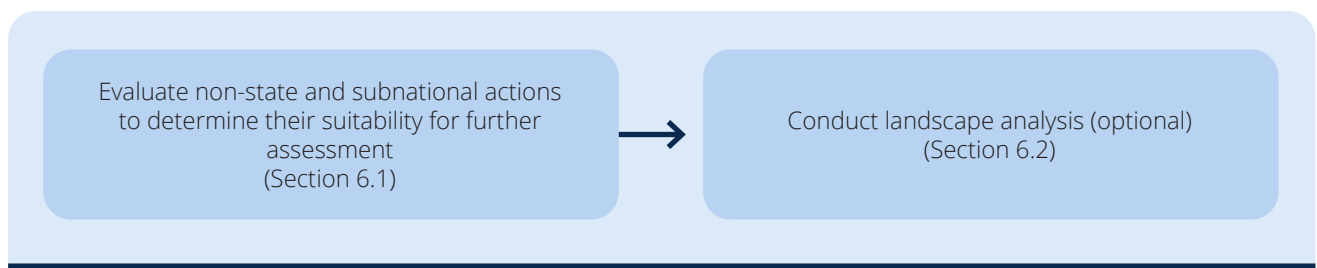 Evaluate non-state and subnational actions
to determine their suitability for further
assessment
(Section 6.1)
Conduct landscape analysis (optional)
(Section 6.2)